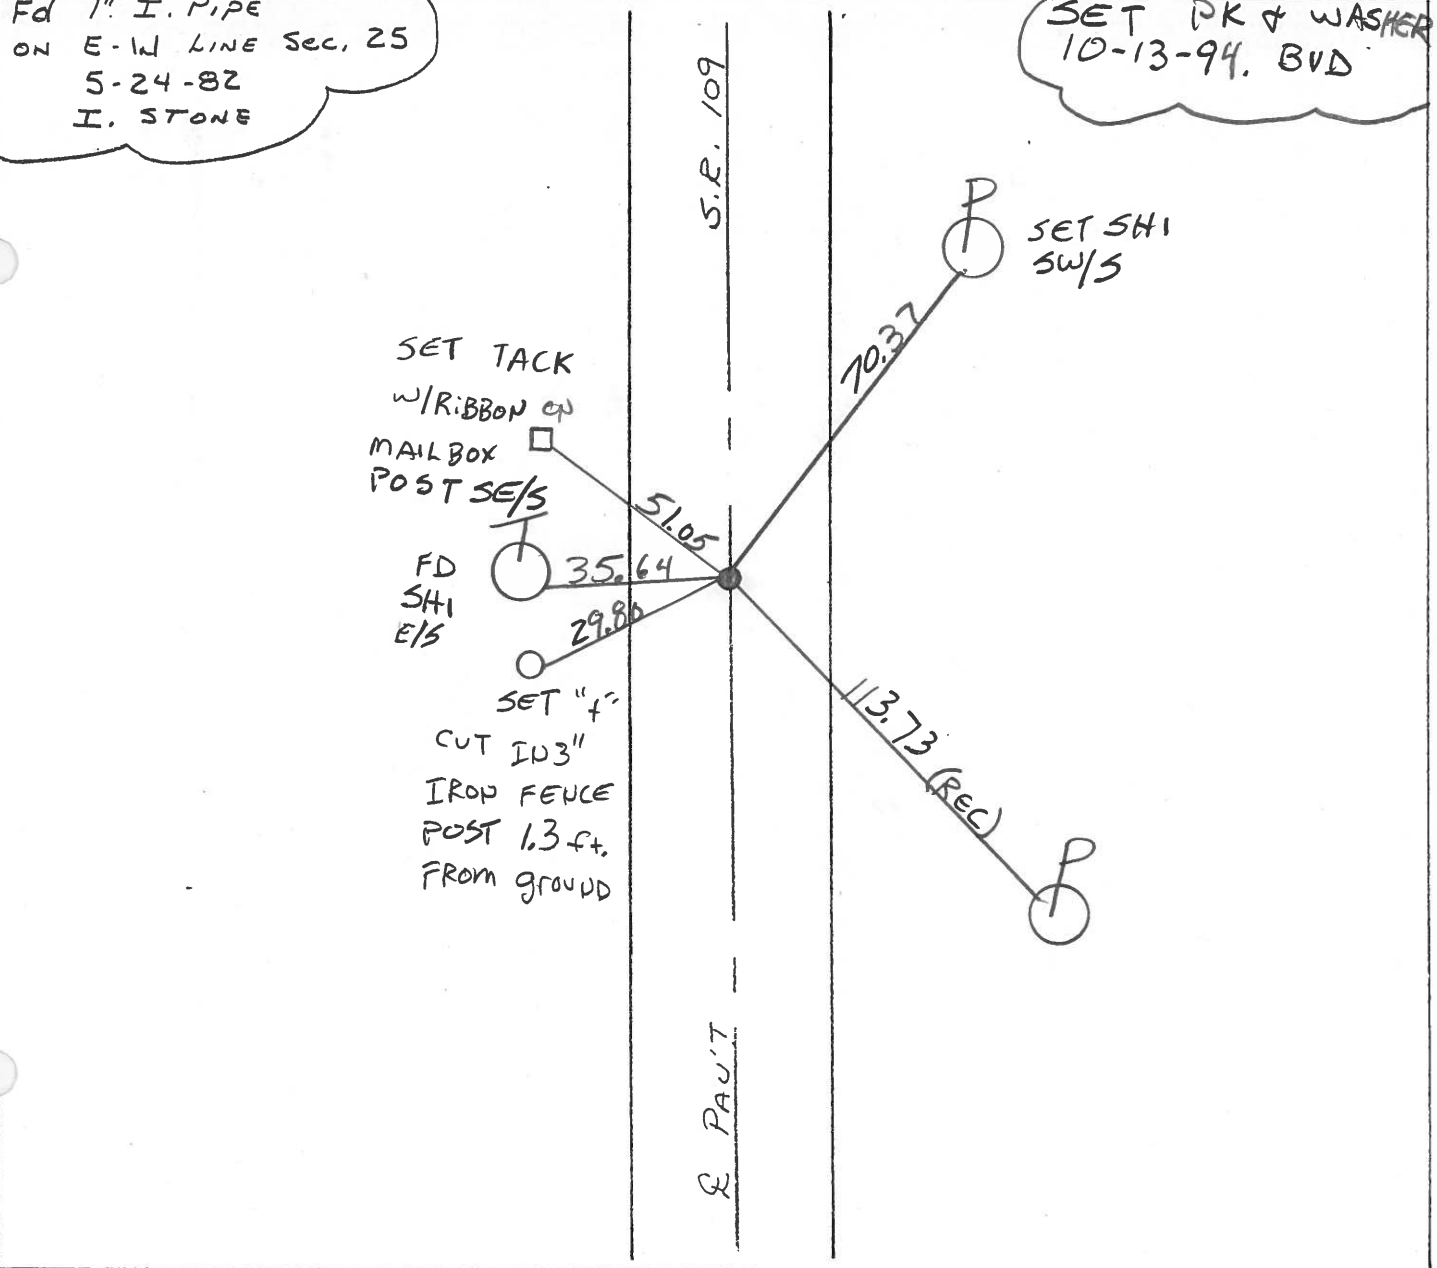 Fd 1" I. PIPE
ON E-W LINE Sec. 25
5-24-82
I. STONE
SET PK & WASHER
10-13-94. BVD
S.R. 109
P
SET SHI
SW/S
70.37
SET TACK
W/RiBBON ON
MAILBOX
POST SE/S
51.05
FD
SHI
E/S
35.64
29.80
SET "+"
CUT IN 3"
IRON FENCE
POST 1.3 ft.
FROM grouND
113.73 (REC)
P
℄ PAV'T